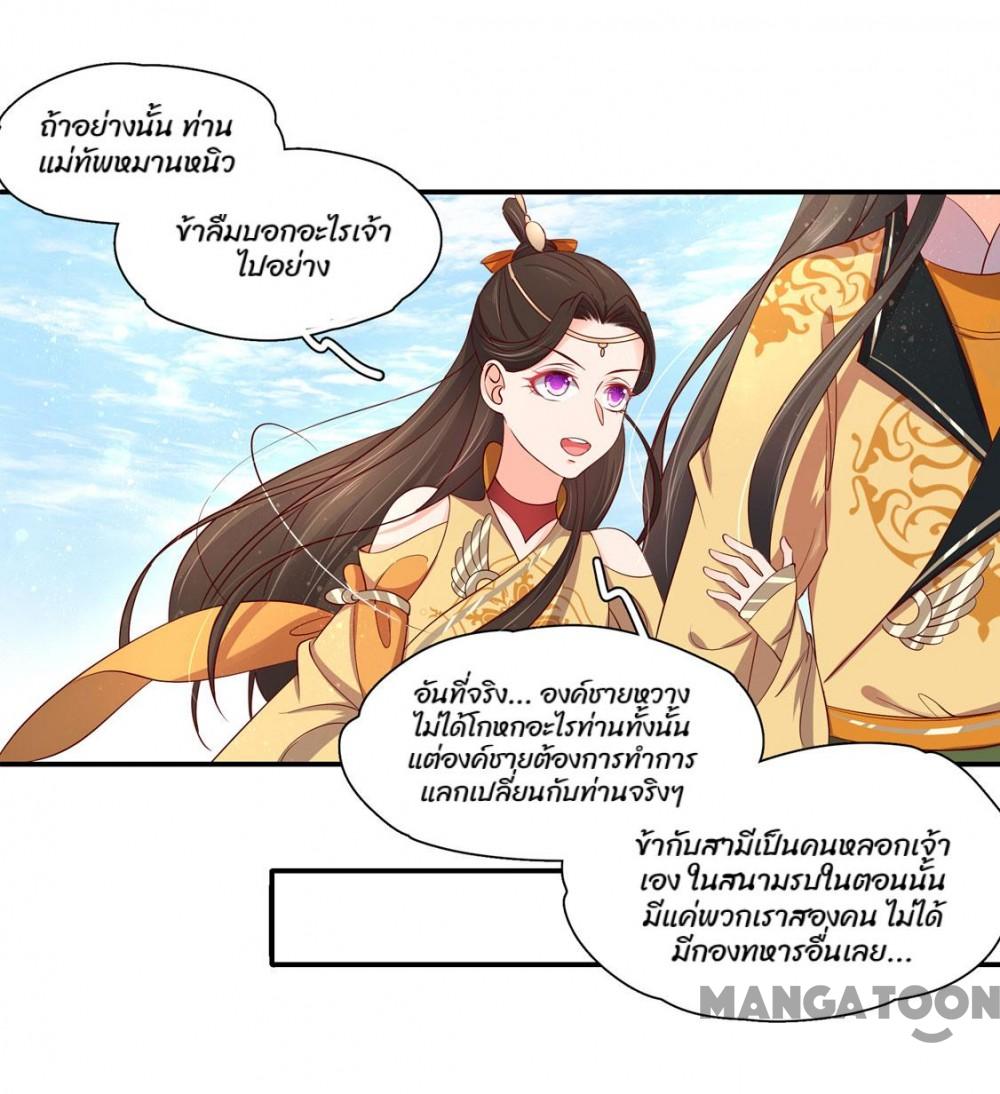 ถ้าอย่างนั้น ท่าน
แม่ทัพหมานหนิว
ข้าลืมบอกอะไรเจ้า
ไปอย่าง
อันที่จริง... องค์ชายหวาง
ไม่ได้โกหกอะไรท่านทั้งนั้น
แต่องค์ชายต้องการทำการ
แลกเปลี่ยนกับท่านจริงๆ
ข้ากับสามีเป็นคนหลอกเจ้า
เอง ในสนามรบในตอนนั้น
มีแค่พวกเราสองคน ไม่ได้
มีกองทหารอื่นเลย...
MANGATOON